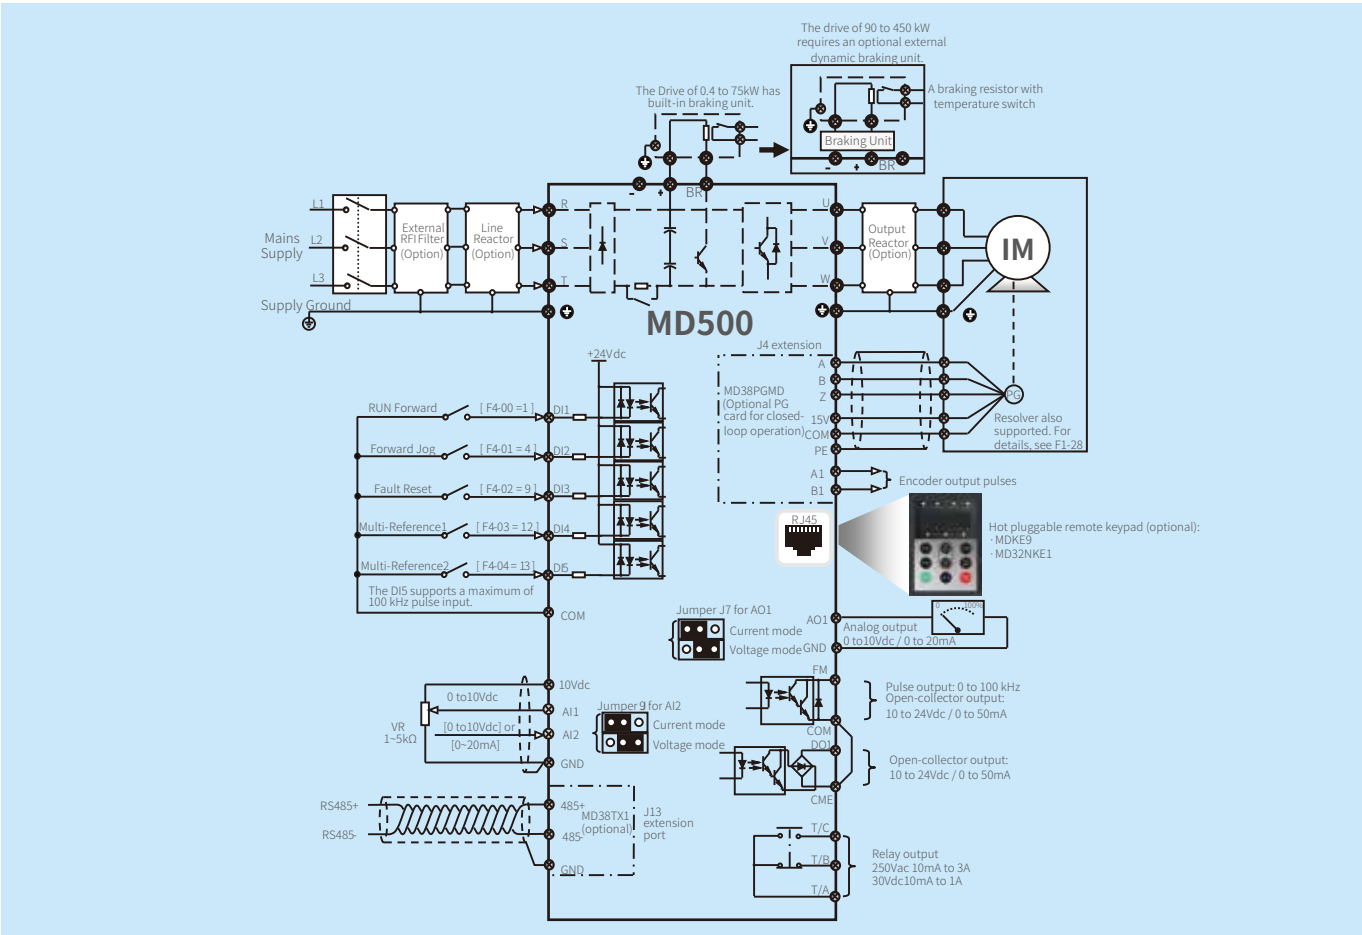 The drive of 90 to 450 kW
requires an optional external
dynamic braking unit.
The Drive of 0.4 to 75kW has
built-in braking unit.
A braking resistor with
temperature switch
Braking Unit
- + BR
- + BR
L1
L2
L3
Mains
Supply
Supply Ground
External
RFI Filter
(Option)
Line
Reactor
(Option)
R
S
T
U
V
W
Output
Reactor
(Option)
IM
MD500
+24Vdc
J4 extension
MD38PGMD
(Optional PG
card for closed-
loop operation)
A
B
Z
15V
COM
PE
A1
B1
PG
Resolver also
supported. For
details, see F1-28
Encoder output pulses
RUN Forward [ F4-00 =1 ] DI1
Forward Jog [ F4-01 = 4 ] DI2
Fault Reset [ F4-02 = 9 ] DI3
Multi-Reference1 [ F4-03 = 12 ] DI4
Multi-Reference2 [ F4-04 = 13 ] DI5
The DI5 supports a maximum of
100 kHz pulse input.
COM
RJ45
Hot pluggable remote keypad (optional):
· MDKE9
· MD32NKE1
Jumper J7 for AO1
Current mode
Voltage mode
AO1
GND
0 100%
Analog output
0 to10Vdc / 0 to 20mA
FM
COM
Pulse output: 0 to 100 kHz
Open-collector output:
10 to 24Vdc / 0 to 50mA
DO1
CME
Open-collector output:
10 to 24Vdc / 0 to 50mA
10Vdc
AI1
AI2
GND
0 to10Vdc
[0 to10Vdc] or
[0~20mA]
VR
1~5kΩ
Jumper 9 for AI2
Current mode
Voltage mode
RS485+
RS485-
485+
485-
GND
MD38TX1
(optional)
J13
extension
port
T/C
T/B
T/A
Relay output
250Vac 10mA to 3A
30Vdc10mA to 1A